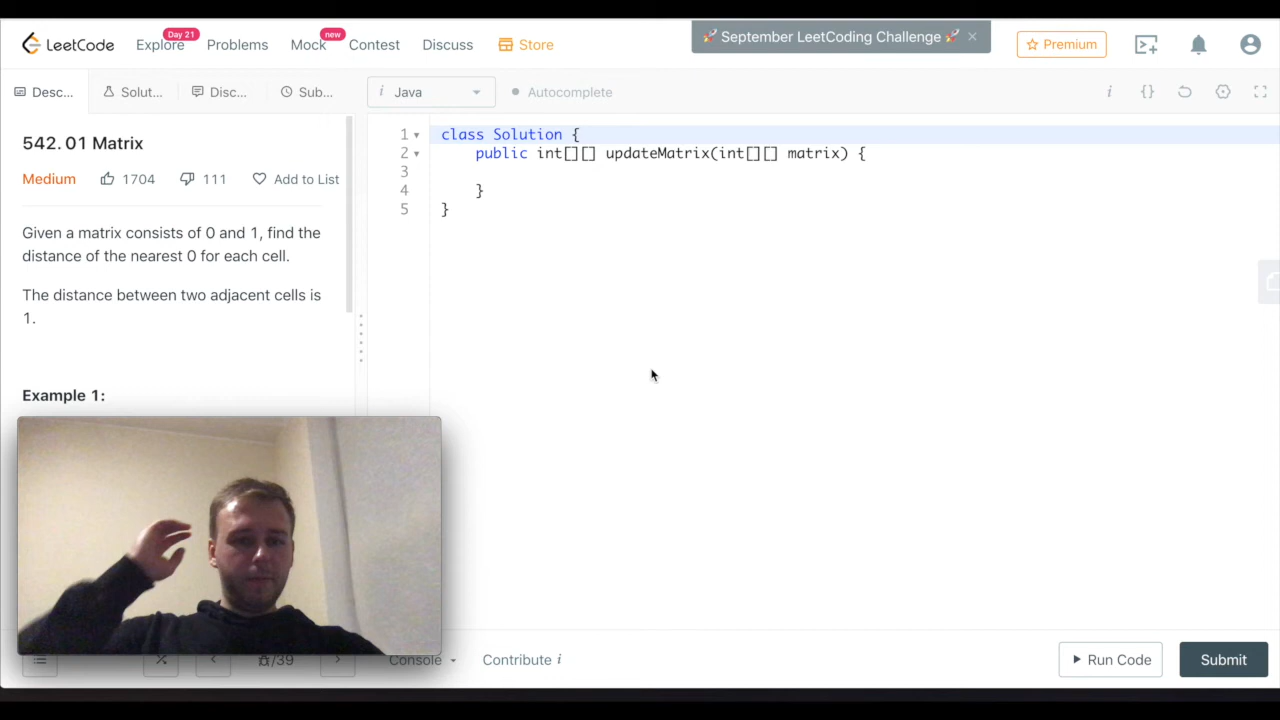 LeetCode
Explore
Day 21
Problems
Mock
new
Contest
Discuss
Store
🚀 September LeetCoding Challenge 🚀 ×
Premium
Desc...
Solut...
Disc...
Sub...
i Java
Autocomplete
i
{}
542. 01 Matrix
Medium
1704
111
Add to List
Given a matrix consists of 0 and 1, find the
distance of the nearest 0 for each cell.
The distance between two adjacent cells is
1.
Example 1:
1 class Solution {
2 public int[][] updateMatrix(int[][] matrix) {
3
4 }
5 }
/39
Console
Contribute i
Run Code
Submit